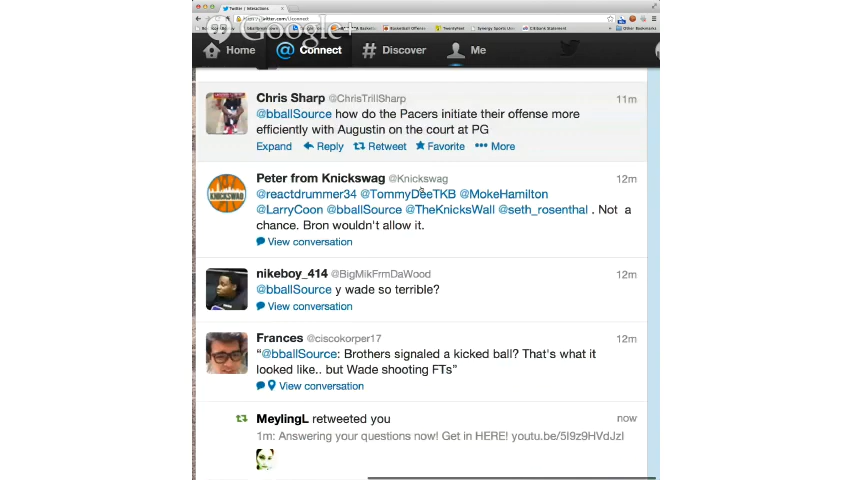 Twitter / Interactions
Other Bookmarks
Google+
Home @ Connect # Discover Me
Chris Sharp @ChrisTrillSharp 11m
@bballSource how do the Pacers initiate their offense more
efficiently with Augustin on the court at PG
Expand Reply Retweet Favorite More
Peter from Knickswag @Knickswag 12m
@reactdrummer34 @TommyDeeTKB @MokeHamilton
@LarryCoon @bballSource @TheKnicksWall @seth_rosenthal . Not a
chance. Bron wouldn't allow it.
View conversation
nikeboy_414 @BigMikFrmDaWood 12m
@bballSource y wade so terrible?
View conversation
Frances @ciscokorper17 12m
“@bballSource: Brothers signaled a kicked ball? That's what it
looked like.. but Wade shooting FTs”
View conversation
MeylingL retweeted you now
1m: Answering your questions now! Get in HERE! youtu.be/5I9z9HVdJzI